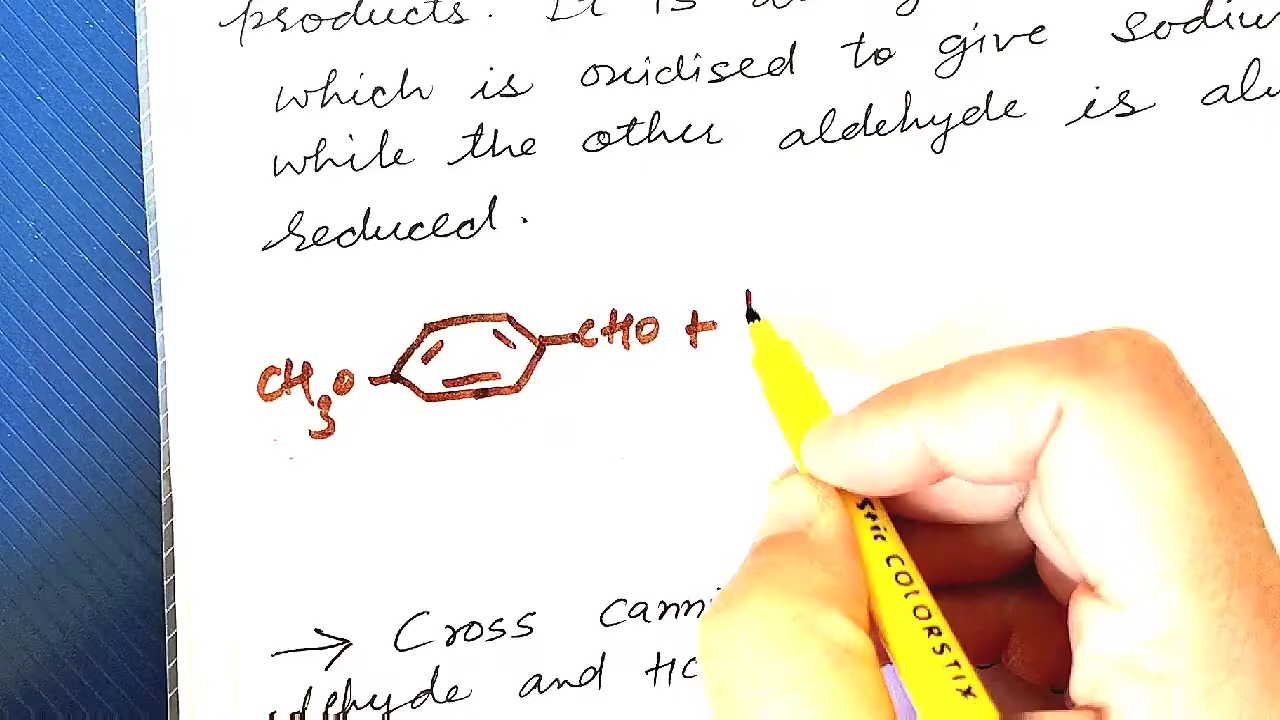 products. It is
which is oxidised to give
while the other aldehyde is
reduced.
CH3O CHO +
→ Cross
and HC
Stic COLORSTIX